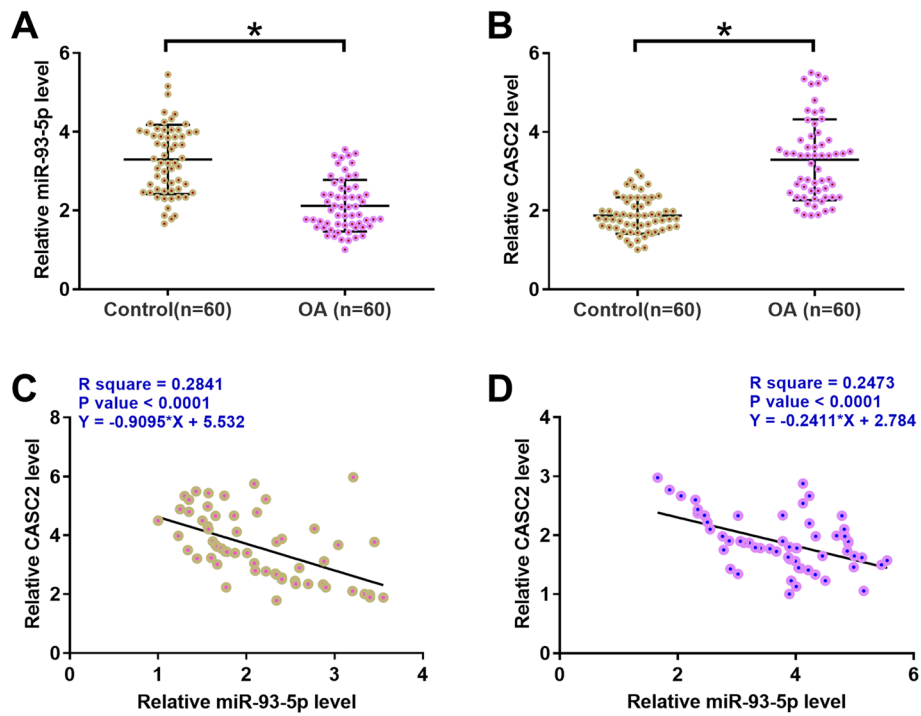 A
*
Relative miR-93-5p level
6
4
2
0
Control(n=60) OA (n=60)
B
*
Relative CASC2 level
6
4
2
0
Control(n=60) OA (n=60)
C
R square = 0.2841
P value < 0.0001
Y = -0.9095*X + 5.532
Relative CASC2 level
8
6
4
2
0
0 1 2 3 4
Relative miR-93-5p level
D
R square = 0.2473
P value < 0.0001
Y = -0.2411*X + 2.784
Relative CASC2 level
4
3
2
1
0
0 2 4 6
Relative miR-93-5p level